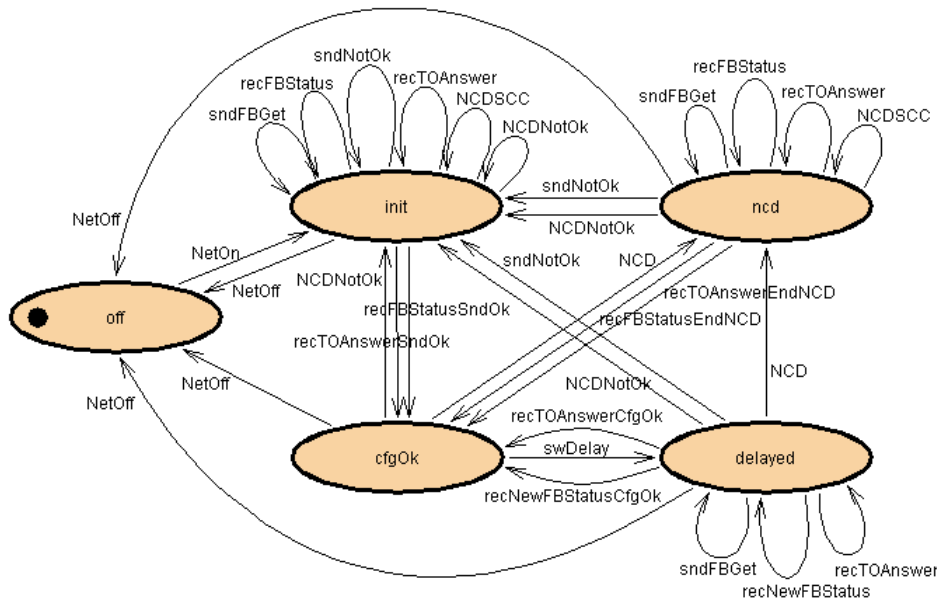 sndNotOk
recFBStatus
recTOAnswer
sndFBGet
NCDSCC
NCDNotOk
recFBStatus
recTOAnswer
sndFBGet
NCDSCC
init
ncd
sndNotOk
NCDNotOk
NetOff
NetOn
NetOff
NCDNotOk
sndNotOk
NCD
recTOAnswerEndNCD
recFBStatusSndOk
recFBStatusEndNCD
recTOAnswerSndOk
off
NetOff
NetOff
NCDNotOk
NCD
recTOAnswerCfgOk
cfgOk
swDelay
delayed
recNewFBStatusCfgOk
sndFBGet
recTOAnswer
recNewFBStatus